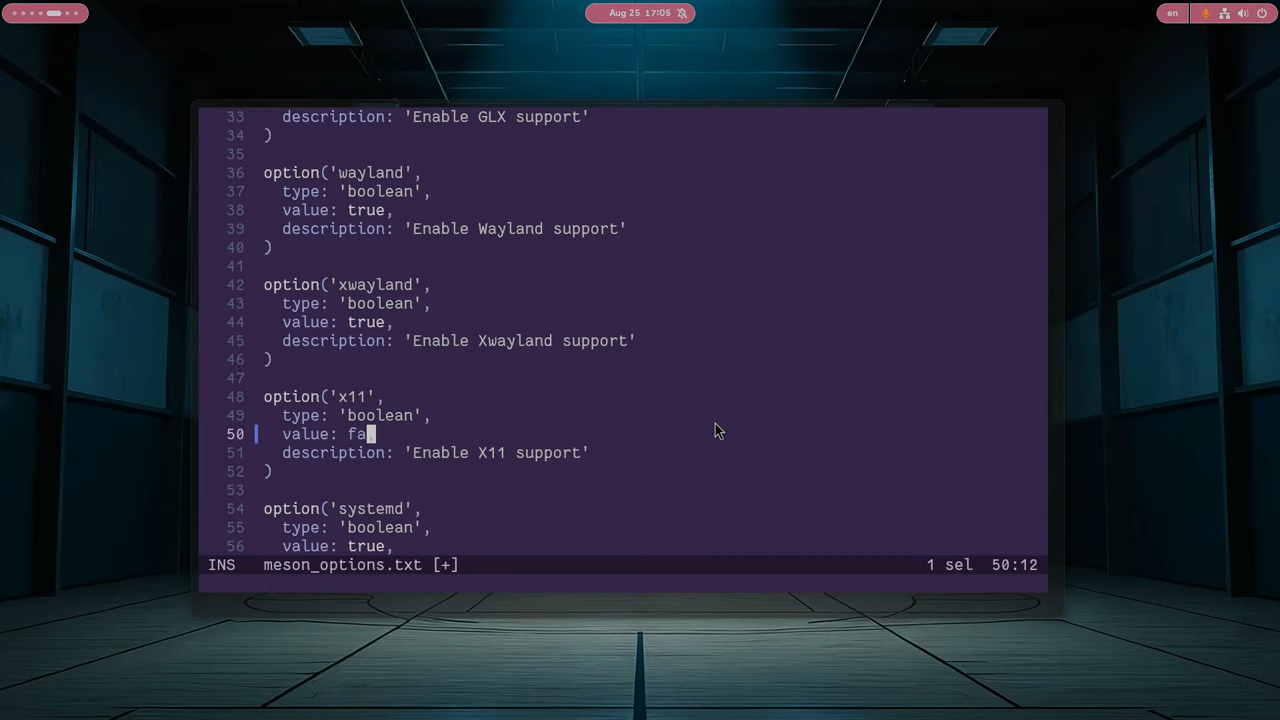 Aug 25 17:05
en
33 description: 'Enable GLX support'
34 )
35
36 option('wayland',
37 type: 'boolean',
38 value: true,
39 description: 'Enable Wayland support'
40 )
41
42 option('xwayland',
43 type: 'boolean',
44 value: true,
45 description: 'Enable Xwayland support'
46 )
47
48 option('x11',
49 type: 'boolean',
50 value: fa,
51 description: 'Enable X11 support'
52 )
53
54 option('systemd',
55 type: 'boolean',
56 value: true,
INS meson_options.txt [+] 1 sel 50:12